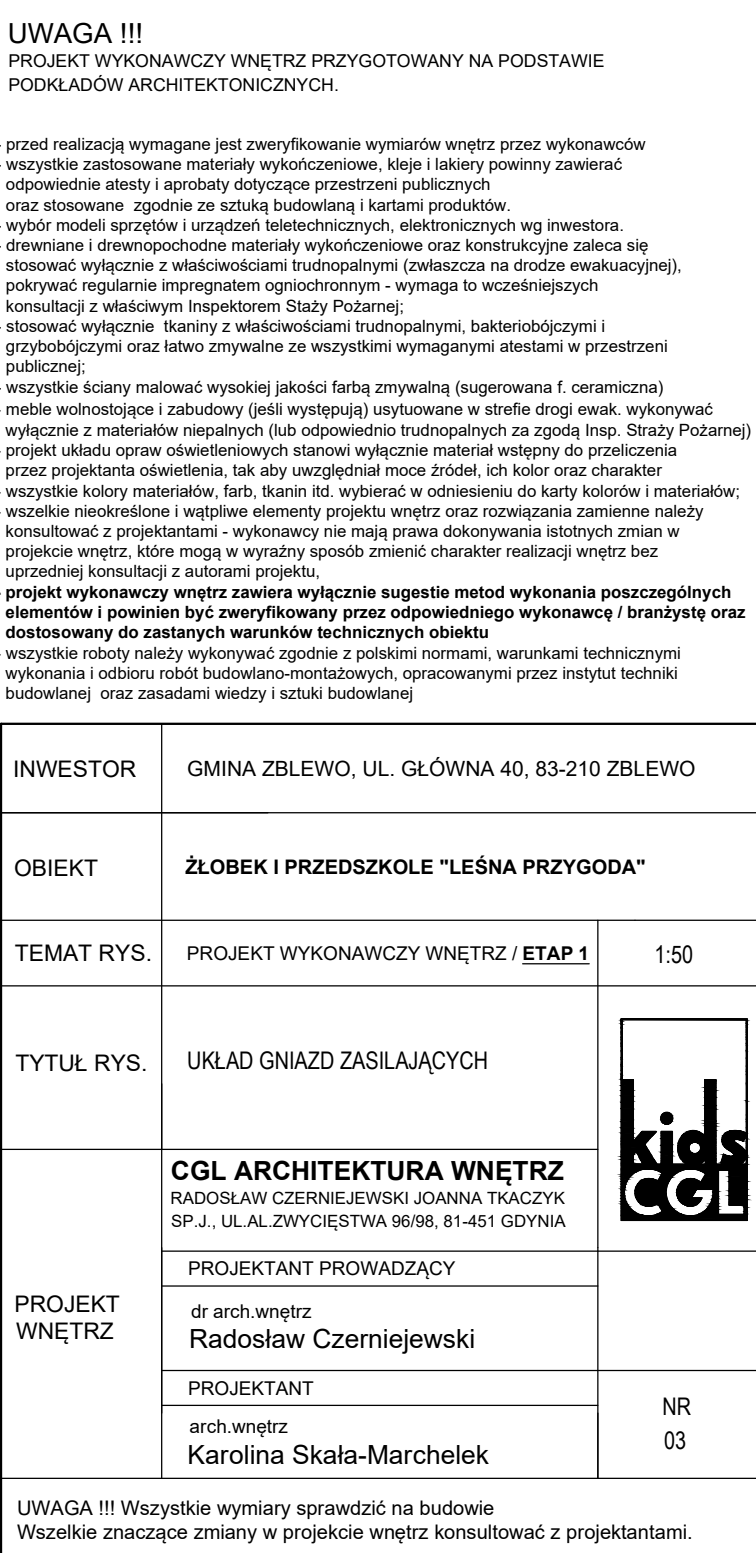 UWAGA !!!
PROJEKT WYKONAWCZY WNĘTRZ PRZYGOTOWANY NA PODSTAWIE
PODKŁADÓW ARCHITEKTONICZNYCH.
- przed realizacją wymagane jest zweryfikowanie wymiarów wnętrz przez wykonawców
- wszystkie zastosowane materiały wykończeniowe, kleje i lakiery powinny zawierać
odpowiednie atesty i aprobaty dotyczące przestrzeni publicznych
oraz stosowane zgodnie ze sztuką budowlaną i kartami produktów.
- wybór modeli sprzętów i urządzeń teletechnicznych, elektronicznych wg inwestora.
- drewniane i drewnopochodne materiały wykończeniowe oraz konstrukcyjne zaleca się
stosować wyłącznie z właściwościami trudnopalnymi (zwłaszcza na drodze ewakuacyjnej),
pokrywać regularnie impregnatem ogniochronnym - wymaga to wcześniejszych
konsultacji z właściwym Inspektorem Staży Pożarnej;
- stosować wyłącznie tkaniny z właściwościami trudnopalnymi, bakteriobójczymi i
grzybobójczymi oraz łatwo zmywalne ze wszystkimi wymaganymi atestami w przestrzeni
publicznej;
- wszystkie ściany malować wysokiej jakości farbą zmywalną (sugerowana f. ceramiczna)
- meble wolnostojące i zabudowy (jeśli występują) usytuowane w strefie drogi ewak. wykonywać
wyłącznie z materiałów niepalnych (lub odpowiednio trudnopalnych za zgodą Insp. Straży Pożarnej)
- projekt układu opraw oświetleniowych stanowi wyłącznie materiał wstępny do przeliczenia
przez projektanta oświetlenia, tak aby uwzględniał moce źródeł, ich kolor oraz charakter
- wszystkie kolory materiałów, farb, tkanin itd. wybierać w odniesieniu do karty kolorów i materiałów;
- wszelkie nieokreślone i wątpliwe elementy projektu wnętrz oraz rozwiązania zamienne należy
konsultować z projektantami - wykonawcy nie mają prawa dokonywania istotnych zmian w
projekcie wnętrz, które mogą w wyraźny sposób zmienić charakter realizacji wnętrz bez
uprzedniej konsultacji z autorami projektu,
- projekt wykonawczy wnętrz zawiera wyłącznie sugestie metod wykonania poszczególnych
elementów i powinien być zweryfikowany przez odpowiedniego wykonawcę / branżystę oraz
dostosowany do zastanych warunków technicznych obiektu
- wszystkie roboty należy wykonywać zgodnie z polskimi normami, warunkami technicznymi
wykonania i odbioru robót budowlano-montażowych, opracowanymi przez instytut techniki
budowlanej oraz zasadami wiedzy i sztuki budowlanej
INWESTOR GMINA ZBLEWO, UL. GŁÓWNA 40, 83-210 ZBLEWO
OBIEKT ŻŁOBEK I PRZEDSZKOLE "LEŚNA PRZYGODA"
TEMAT RYS. PROJEKT WYKONAWCZY WNĘTRZ / ETAP 1 1:50
TYTUŁ RYS. UKŁAD GNIAZD ZASILAJĄCYCH
kids
CGL
CGL ARCHITEKTURA WNĘTRZ
RADOSŁAW CZERNIEJEWSKI JOANNA TKACZYK
SP.J., UL.AL.ZWYCIĘSTWA 96/98, 81-451 GDYNIA
PROJEKT
WNĘTRZ
PROJEKTANT PROWADZĄCY
dr arch.wnętrz
Radosław Czerniejewski
PROJEKTANT
arch.wnętrz
Karolina Skała-Marchelek
NR
03
UWAGA !!! Wszystkie wymiary sprawdzić na budowie
Wszelkie znaczące zmiany w projekcie wnętrz konsultować z projektantami.